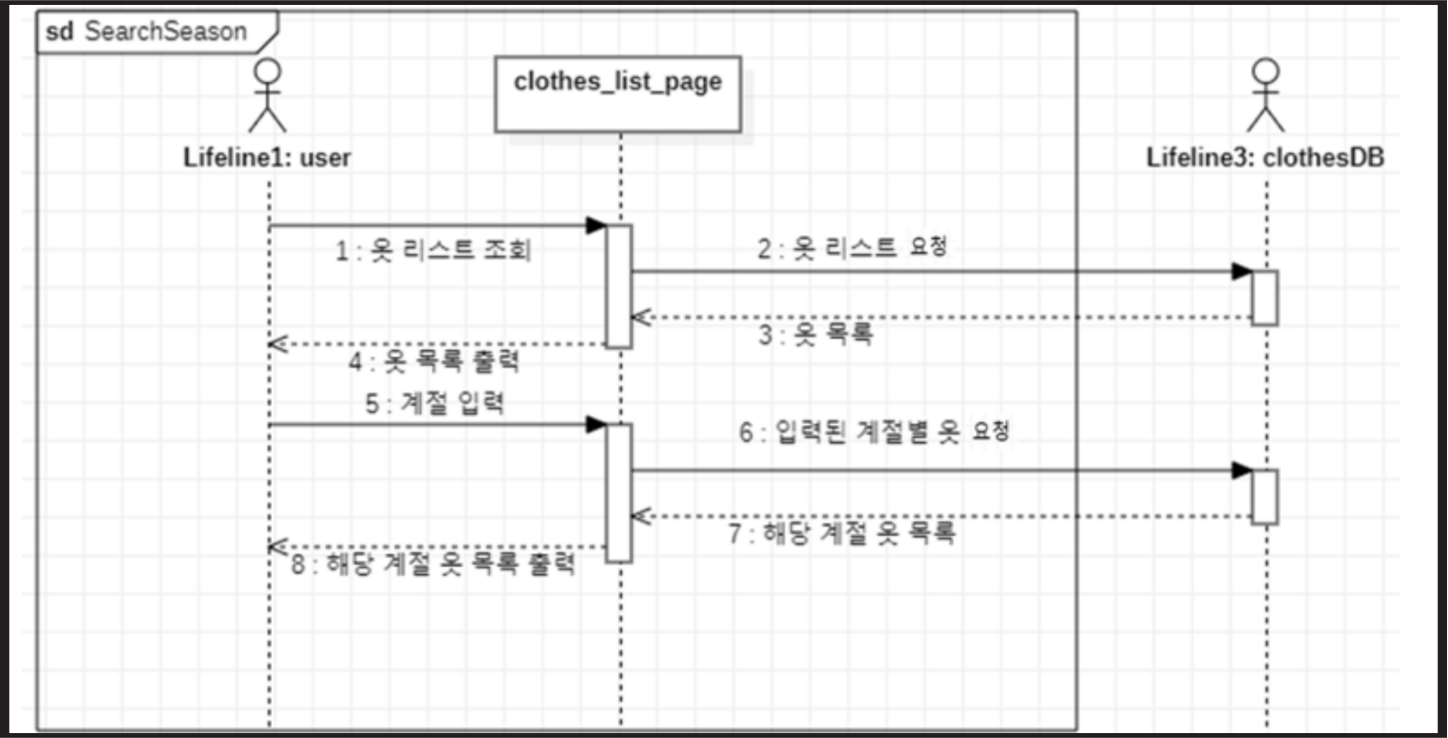 sd SearchSeason
clothes_list_page
Lifeline1: user
Lifeline3: clothesDB
1 : 옷 리스트 조회
2 : 옷 리스트 요청
3 : 옷 목록
4 : 옷 목록 출력
5 : 계절 입력
6 : 입력된 계절별 옷 요청
7 : 해당 계절 옷 목록
8 : 해당 계절 옷 목록 출력